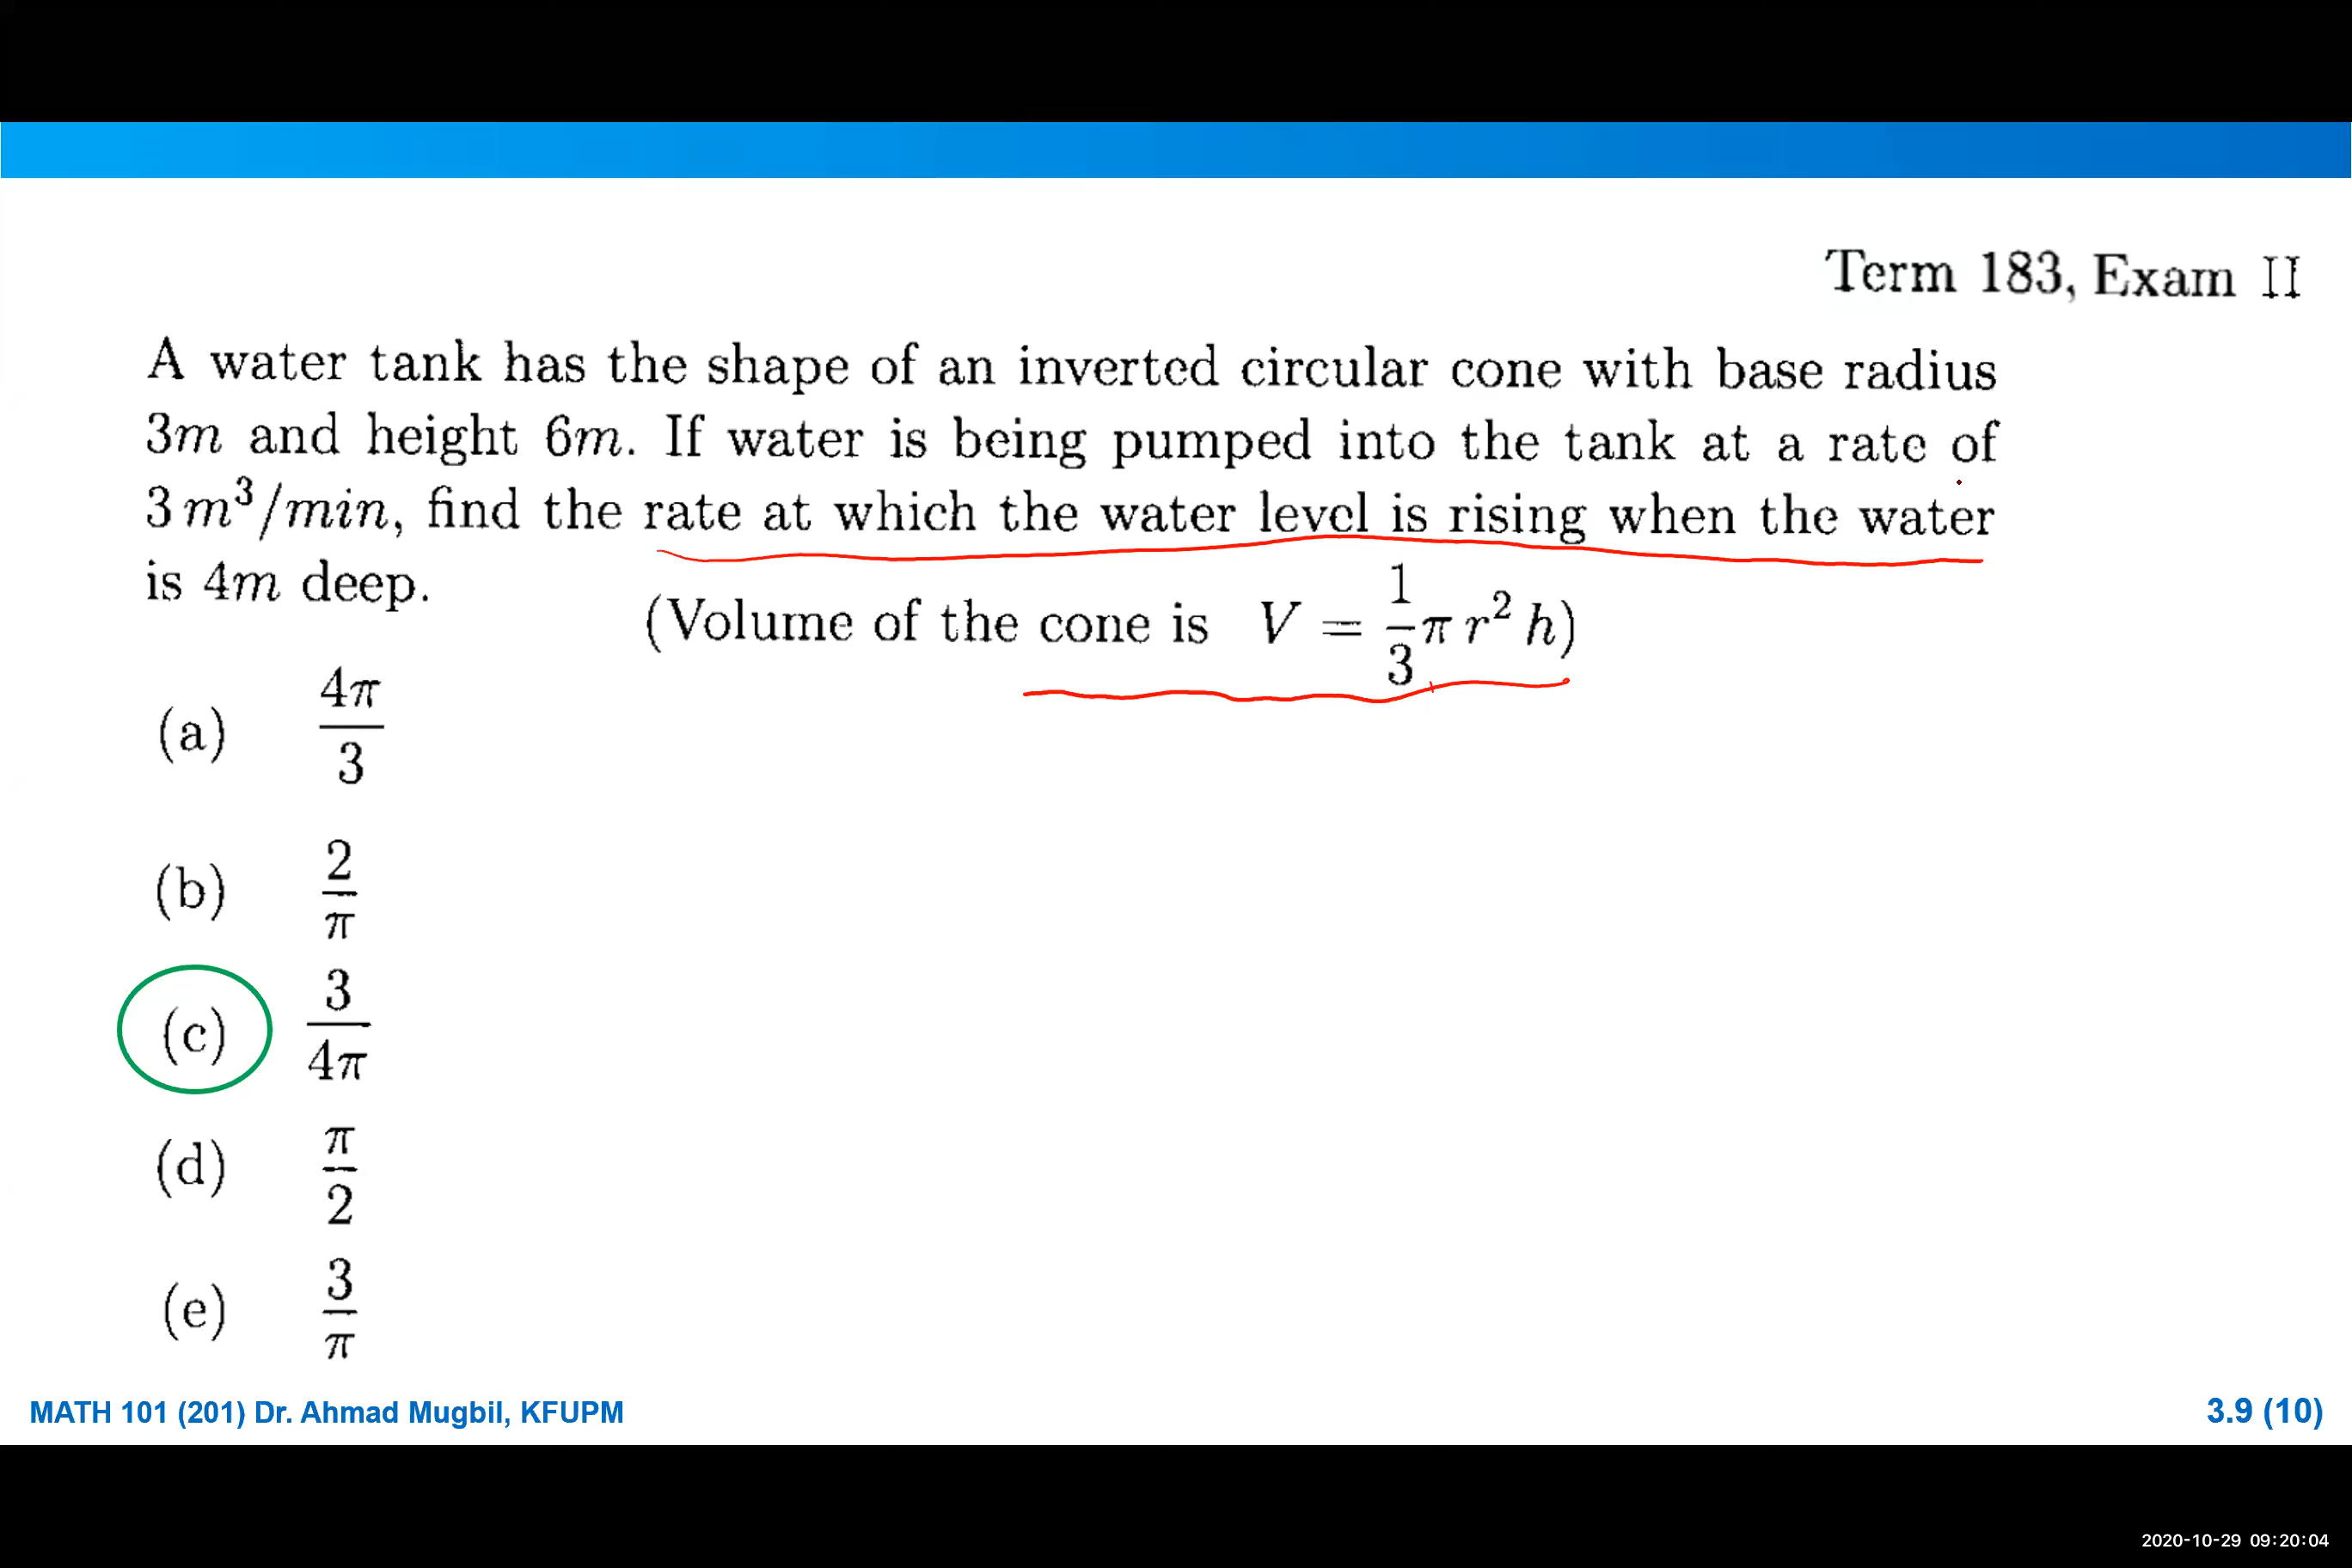 Term 183, Exam II
A water tank has the shape of an inverted circular cone with base radius
3m and height 6m. If water is being pumped into the tank at a rate of
3 m³/min, find the rate at which the water level is rising when the water
is 4m deep.
(Volume of the cone is V = 1/3 π r² h)
(a) 4π/3
(b) 2/π
(c) 3/4π
(d) π/2
(e) 3/π
MATH 101 (201) Dr. Ahmad Mugbil, KFUPM
3.9 (10)
2020-10-29 09:20:04